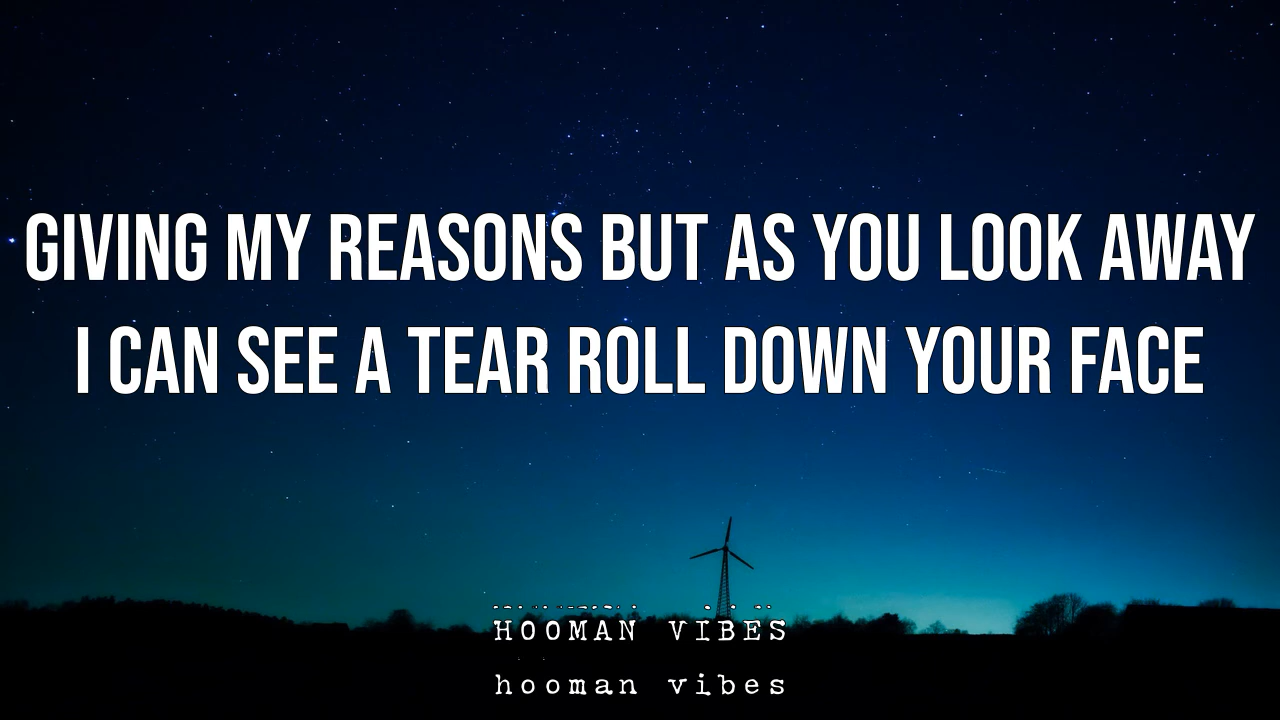 GIVING MY REASONS BUT AS YOU LOOK AWAY
I CAN SEE A TEAR ROLL DOWN YOUR FACE
HOOMAN VIBES
hooman vibes